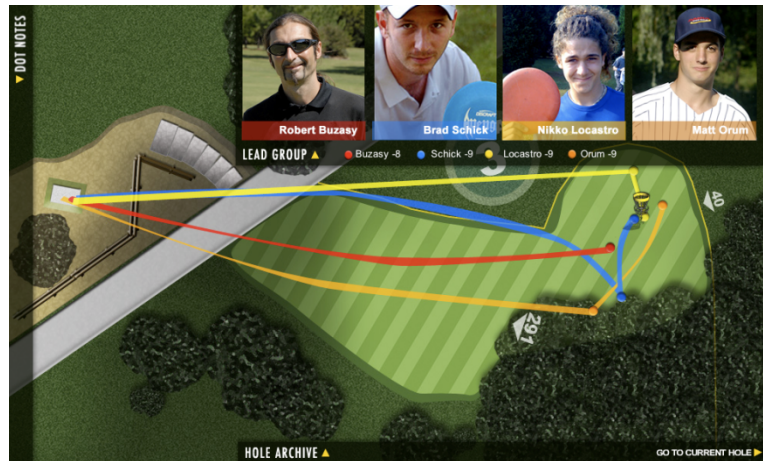 DOT NOTES
Robert Buzasy
Brad Schick
Nikko Locastro
Matt Orum
LEAD GROUP
Buzasy -8
Schick -9
Locastro -9
Orum -9
3
40
291
HOLE ARCHIVE
GO TO CURRENT HOLE